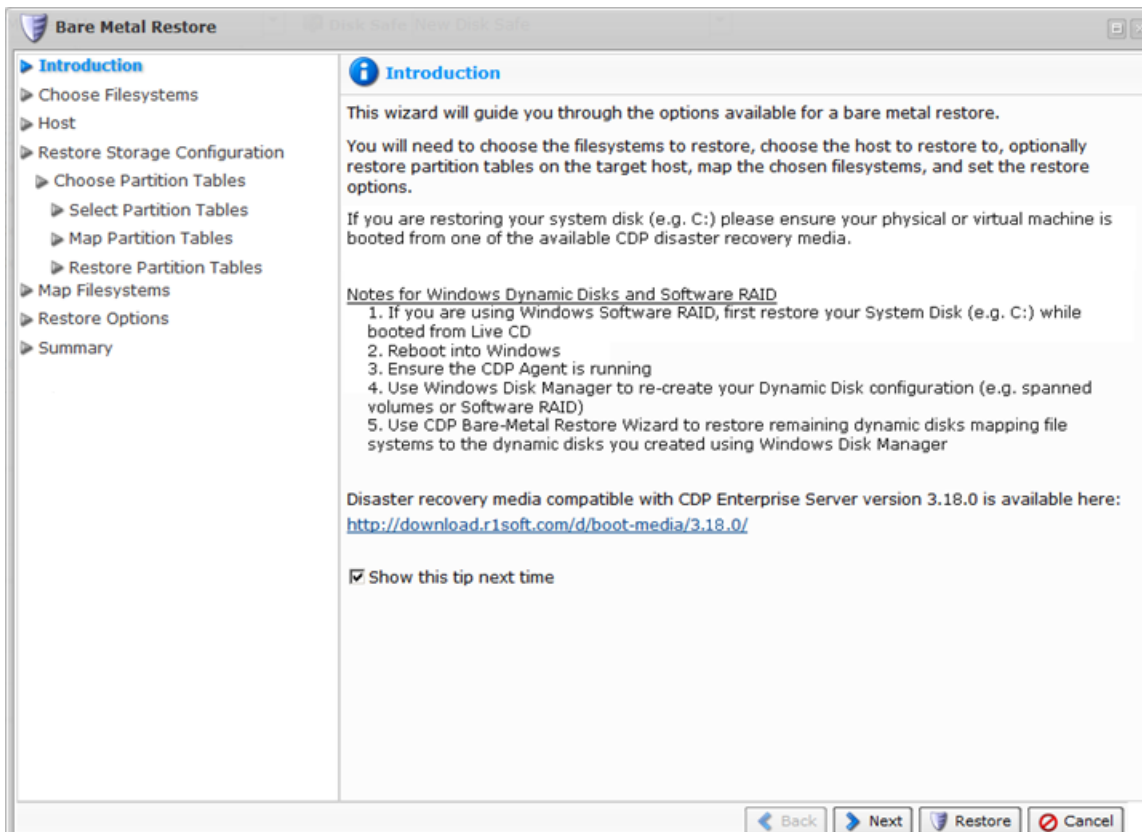 Bare Metal Restore
Disk Safe New Disk Safe
Introduction
Choose Filesystems
Host
Restore Storage Configuration
Choose Partition Tables
Select Partition Tables
Map Partition Tables
Restore Partition Tables
Map Filesystems
Restore Options
Summary
Introduction
This wizard will guide you through the options available for a bare metal restore.
You will need to choose the filesystems to restore, choose the host to restore to, optionally
restore partition tables on the target host, map the chosen filesystems, and set the restore
options.
If you are restoring your system disk (e.g. C:) please ensure your physical or virtual machine is
booted from one of the available CDP disaster recovery media.
Notes for Windows Dynamic Disks and Software RAID
1. If you are using Windows Software RAID, first restore your System Disk (e.g. C:) while
booted from Live CD
2. Reboot into Windows
3. Ensure the CDP Agent is running
4. Use Windows Disk Manager to re-create your Dynamic Disk configuration (e.g. spanned
volumes or Software RAID)
5. Use CDP Bare-Metal Restore Wizard to restore remaining dynamic disks mapping file
systems to the dynamic disks you created using Windows Disk Manager
Disaster recovery media compatible with CDP Enterprise Server version 3.18.0 is available here:
http://download.r1soft.com/d/boot-media/3.18.0/
Show this tip next time
Back
Next
Restore
Cancel